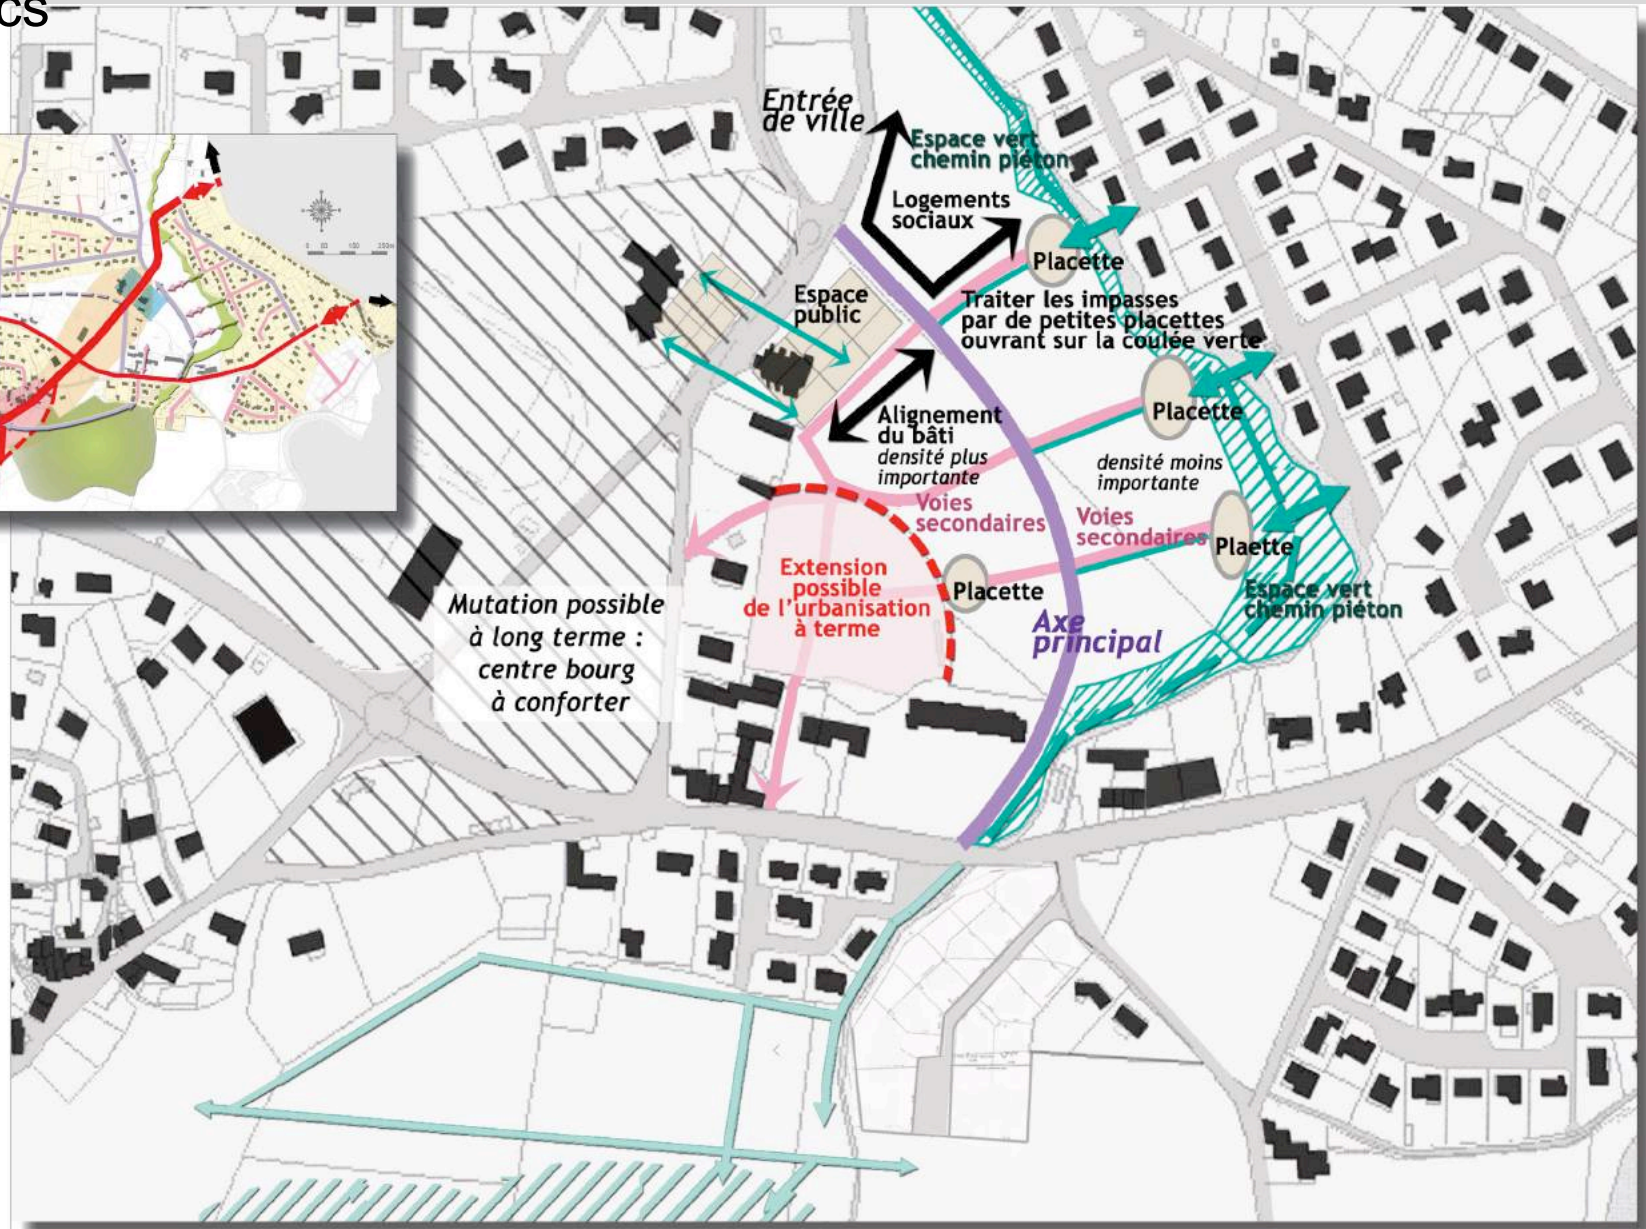 cs
Entrée
de ville
Espace vert
chemin piéton
Logements
sociaux
Placette
Espace
public
Traiter les impasses
par de petites placettes
ouvrant sur la coulée verte
Placette
Alignement
du bâti
densité plus
importante
densité moins
importante
Voies
secondaires
Voies
secondaires
Plaette
Extension
possible
de l'urbanisation
à terme
Placette
Espace vert
chemin piéton
Mutation possible
à long terme :
centre bourg
à conforter
Axe
principal